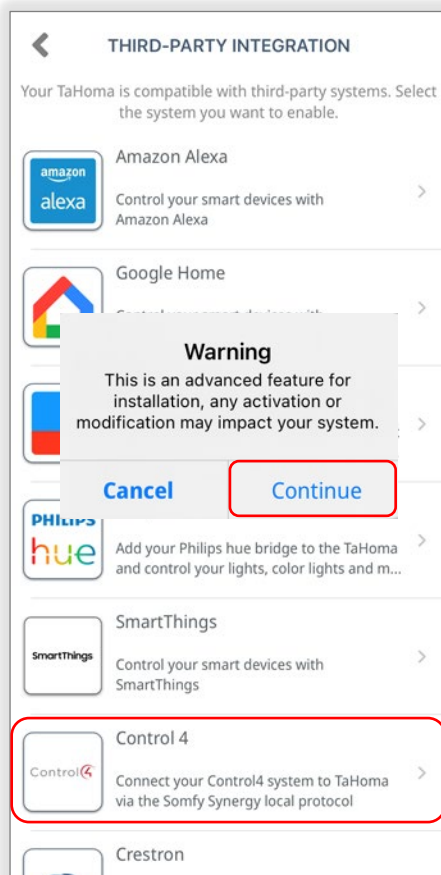 THIRD-PARTY INTEGRATION
Your TaHoma is compatible with third-party systems. Select
the system you want to enable.
amazon
alexa
Amazon Alexa
Control your smart devices with
Amazon Alexa
Google Home
Warning
This is an advanced feature for
installation, any activation or
modification may impact your system.
Cancel
Continue
PHILIPS
hue
Add your Philips hue bridge to the TaHoma
and control your lights, color lights and m...
SmartThings
SmartThings
Control your smart devices with
SmartThings
Control4
Control 4
Connect your Control4 system to TaHoma
via the Somfy Synergy local protocol
Crestron